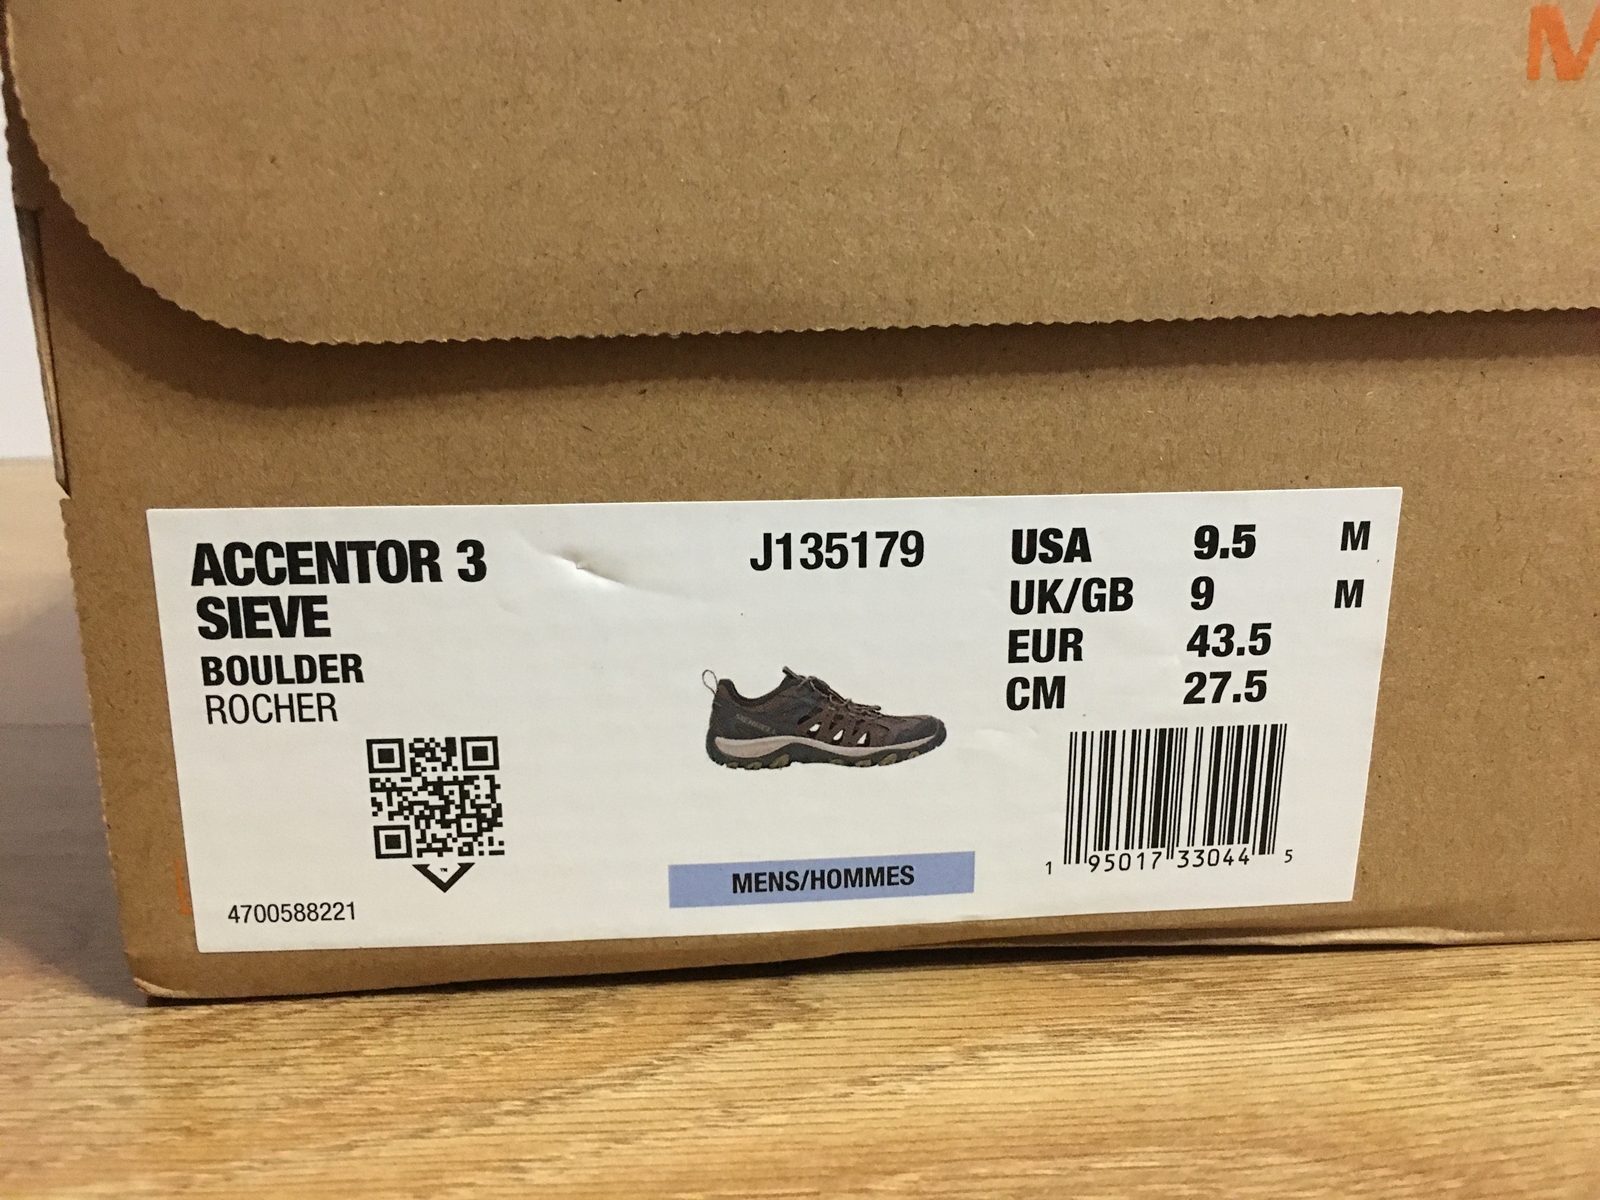 M
ACCENTOR 3
SIEVE
BOULDER
ROCHER
4700588221
J135179
MERRELL
MENS/HOMMES
USA 9.5 M
UK/GB 9 M
EUR 43.5
CM 27.5
1 95017 33044 5